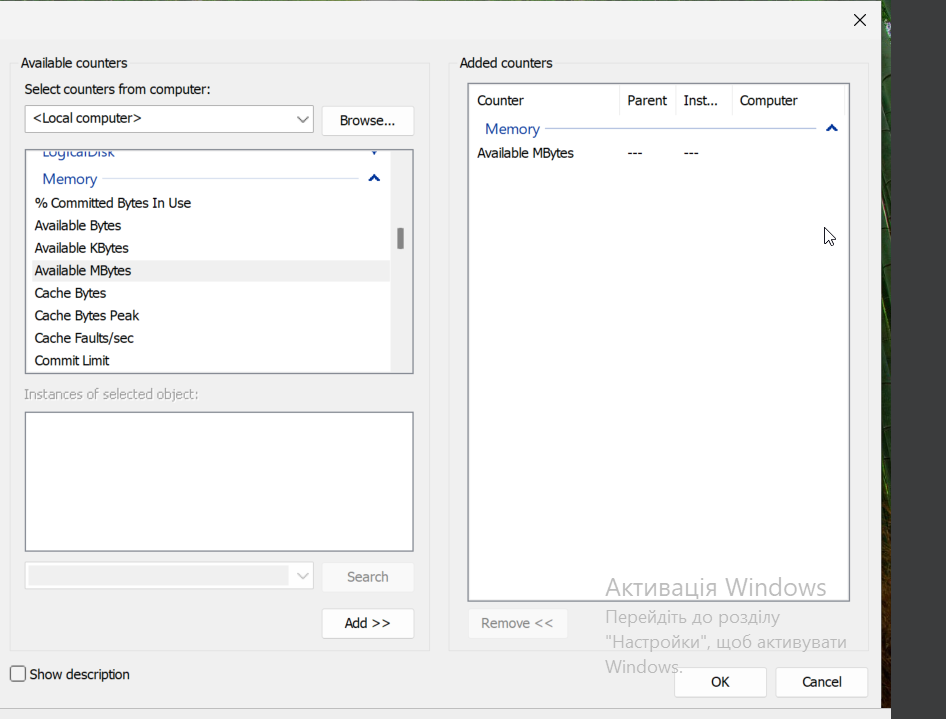 Available counters
Select counters from computer:
<Local computer>
Browse...
LogicalDisk
Memory
% Committed Bytes In Use
Available Bytes
Available KBytes
Available MBytes
Cache Bytes
Cache Bytes Peak
Cache Faults/sec
Commit Limit
Instances of selected object:
Search
Add >>
Show description
Added counters
Counter Parent Inst... Computer
Memory
Available MBytes --- ---
Remove <<
Активація Windows
Перейдіть до розділу
"Настройки", щоб активувати
Windows.
OK
Cancel